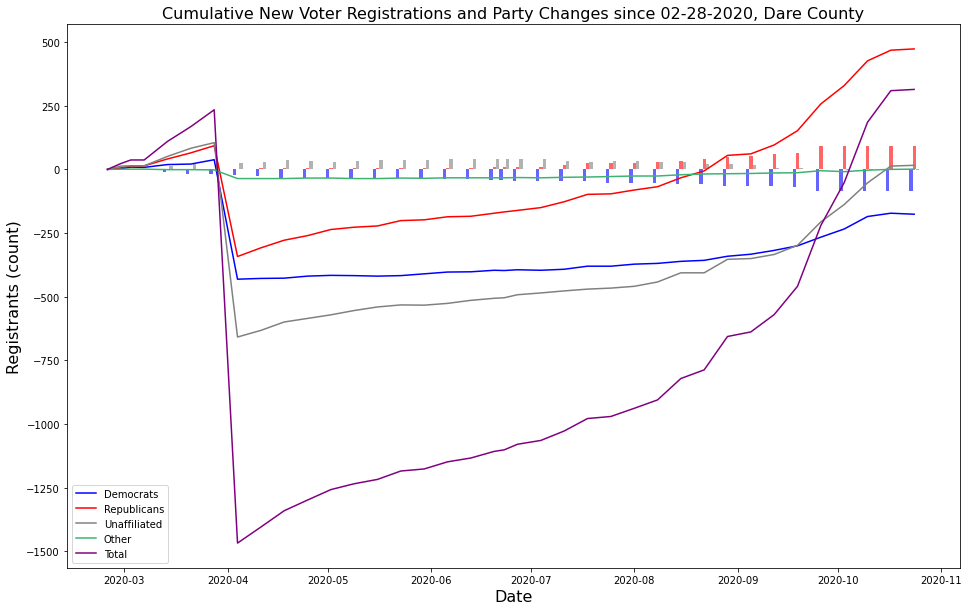 Cumulative New Voter Registrations and Party Changes since 02-28-2020, Dare County
Registrants (count)
500
250
0
−250
−500
−750
−1000
−1250
−1500
Democrats
Republicans
Unaffiliated
Other
Total
2020-03 2020-04 2020-05 2020-06 2020-07 2020-08 2020-09 2020-10 2020-11
Date